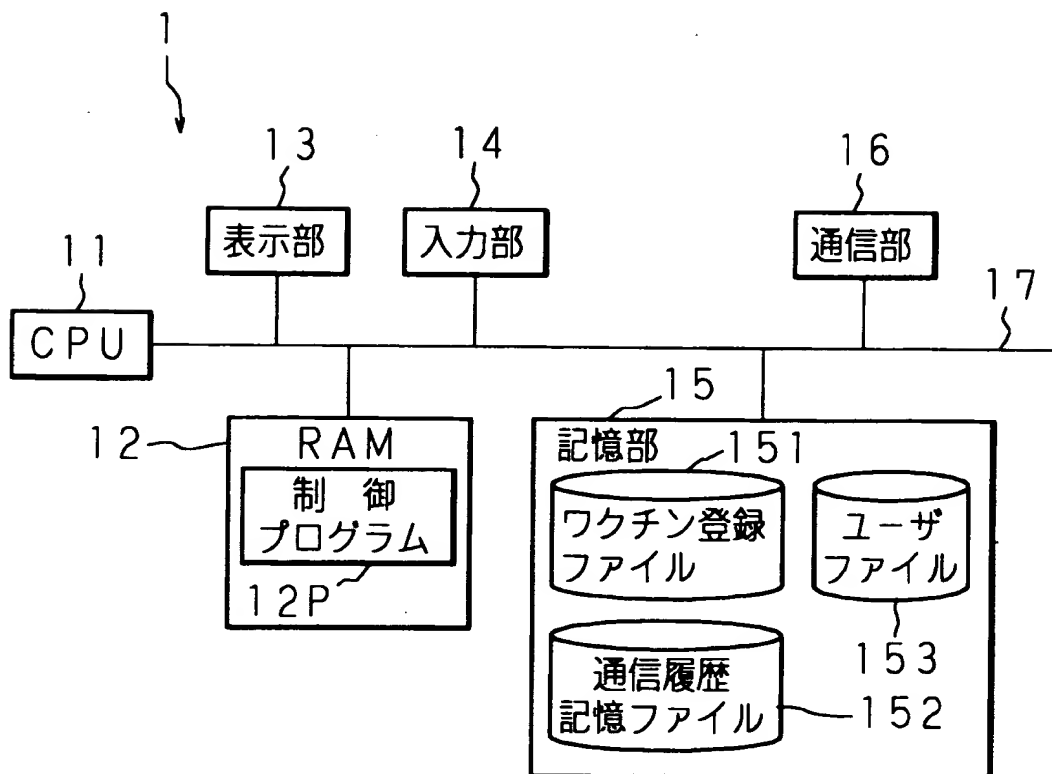 1
13
14
16
11
表示部
入力部
通信部
17
CPU
15
12
RAM
記憶部
151
制 御
プログラム
ワクチン登録
ファイル
ユーザ
ファイル
12P
153
通信履歴
記憶ファイル
152